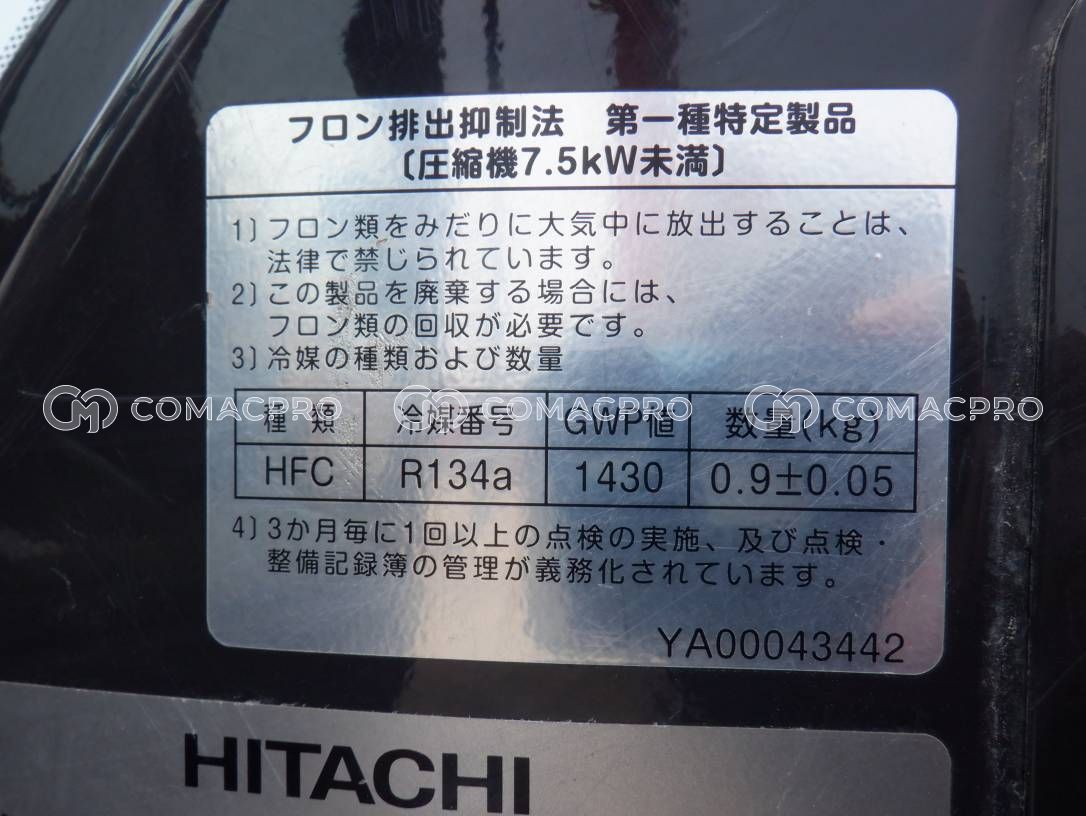 フロン排出抑制法　第一種特定製品
〔圧縮機7.5kW未満〕
1〕フロン類をみだりに大気中に放出することは、
法律で禁じられています。
2〕この製品を廃棄する場合には、
フロン類の回収が必要です。
3〕冷媒の種類および数量
COMACPRO COMACPRO COMACPRO
種 類 冷媒番号 GWP値 数量(kg)
HFC R134a 1430 0.9±0.05
4〕3か月毎に1回以上の点検の実施、及び点検・
整備記録簿の管理が義務化されています。
YA00043442
HITACHI